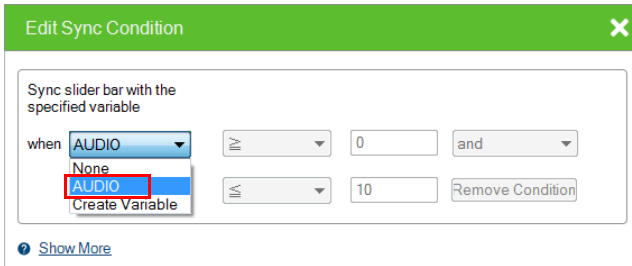 Edit Sync Condition
Sync slider bar with the
specified variable
when AUDIO ≧ 0 and
None
AUDIO ≦ 10 Remove Condition
Create Variable
? Show More